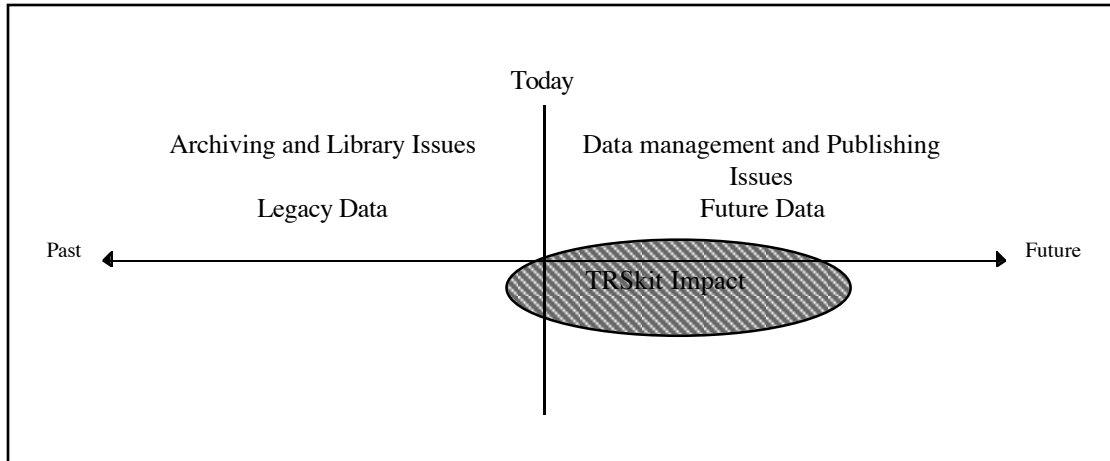 Today
Archiving and Library Issues
Data management and Publishing
Issues
Legacy Data
Future Data
Past
Future
TRSkit Impact